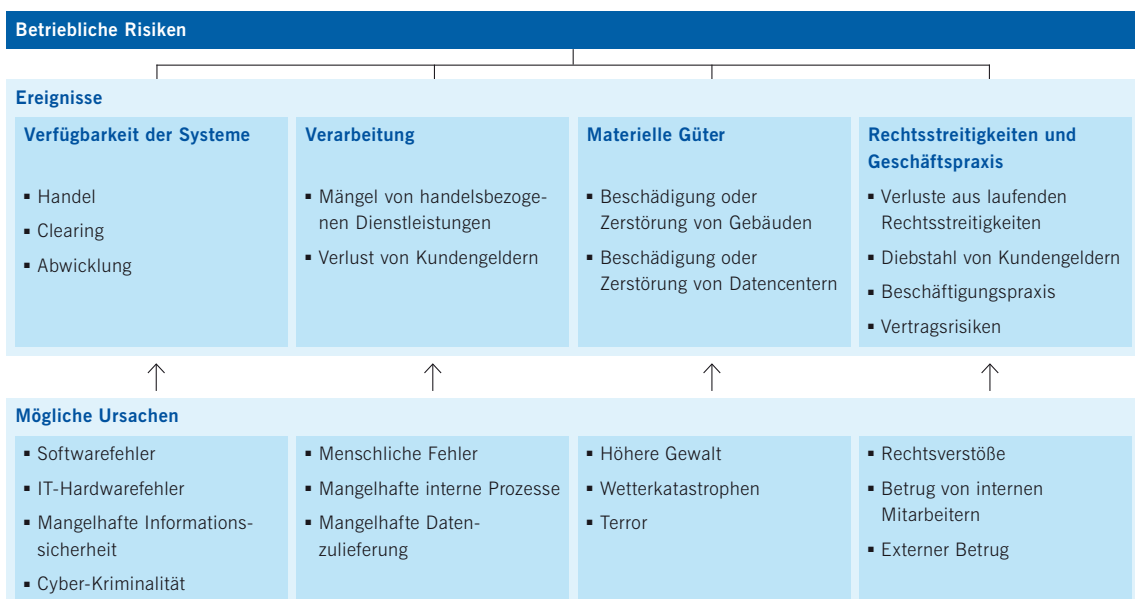 Betriebliche Risiken
Ereignisse
Verfügbarkeit der Systeme
▪ Handel
▪ Clearing
▪ Abwicklung
Verarbeitung
▪ Mängel von handelsbezoge-
nen Dienstleistungen
▪ Verlust von Kundengeldern
Materielle Güter
▪ Beschädigung oder
Zerstörung von Gebäuden
▪ Beschädigung oder
Zerstörung von Datencentern
Rechtsstreitigkeiten und
Geschäftspraxis
▪ Verluste aus laufenden
Rechtsstreitigkeiten
▪ Diebstahl von Kundengeldern
▪ Beschäftigungspraxis
▪ Vertragsrisiken
Mögliche Ursachen
▪ Softwarefehler
▪ IT-Hardwarefehler
▪ Mangelhafte Informations-
sicherheit
▪ Cyber-Kriminalität
▪ Menschliche Fehler
▪ Mangelhafte interne Prozesse
▪ Mangelhafte Daten-
zulieferung
▪ Höhere Gewalt
▪ Wetterkatastrophen
▪ Terror
▪ Rechtsverstöße
▪ Betrug von internen
Mitarbeitern
▪ Externer Betrug